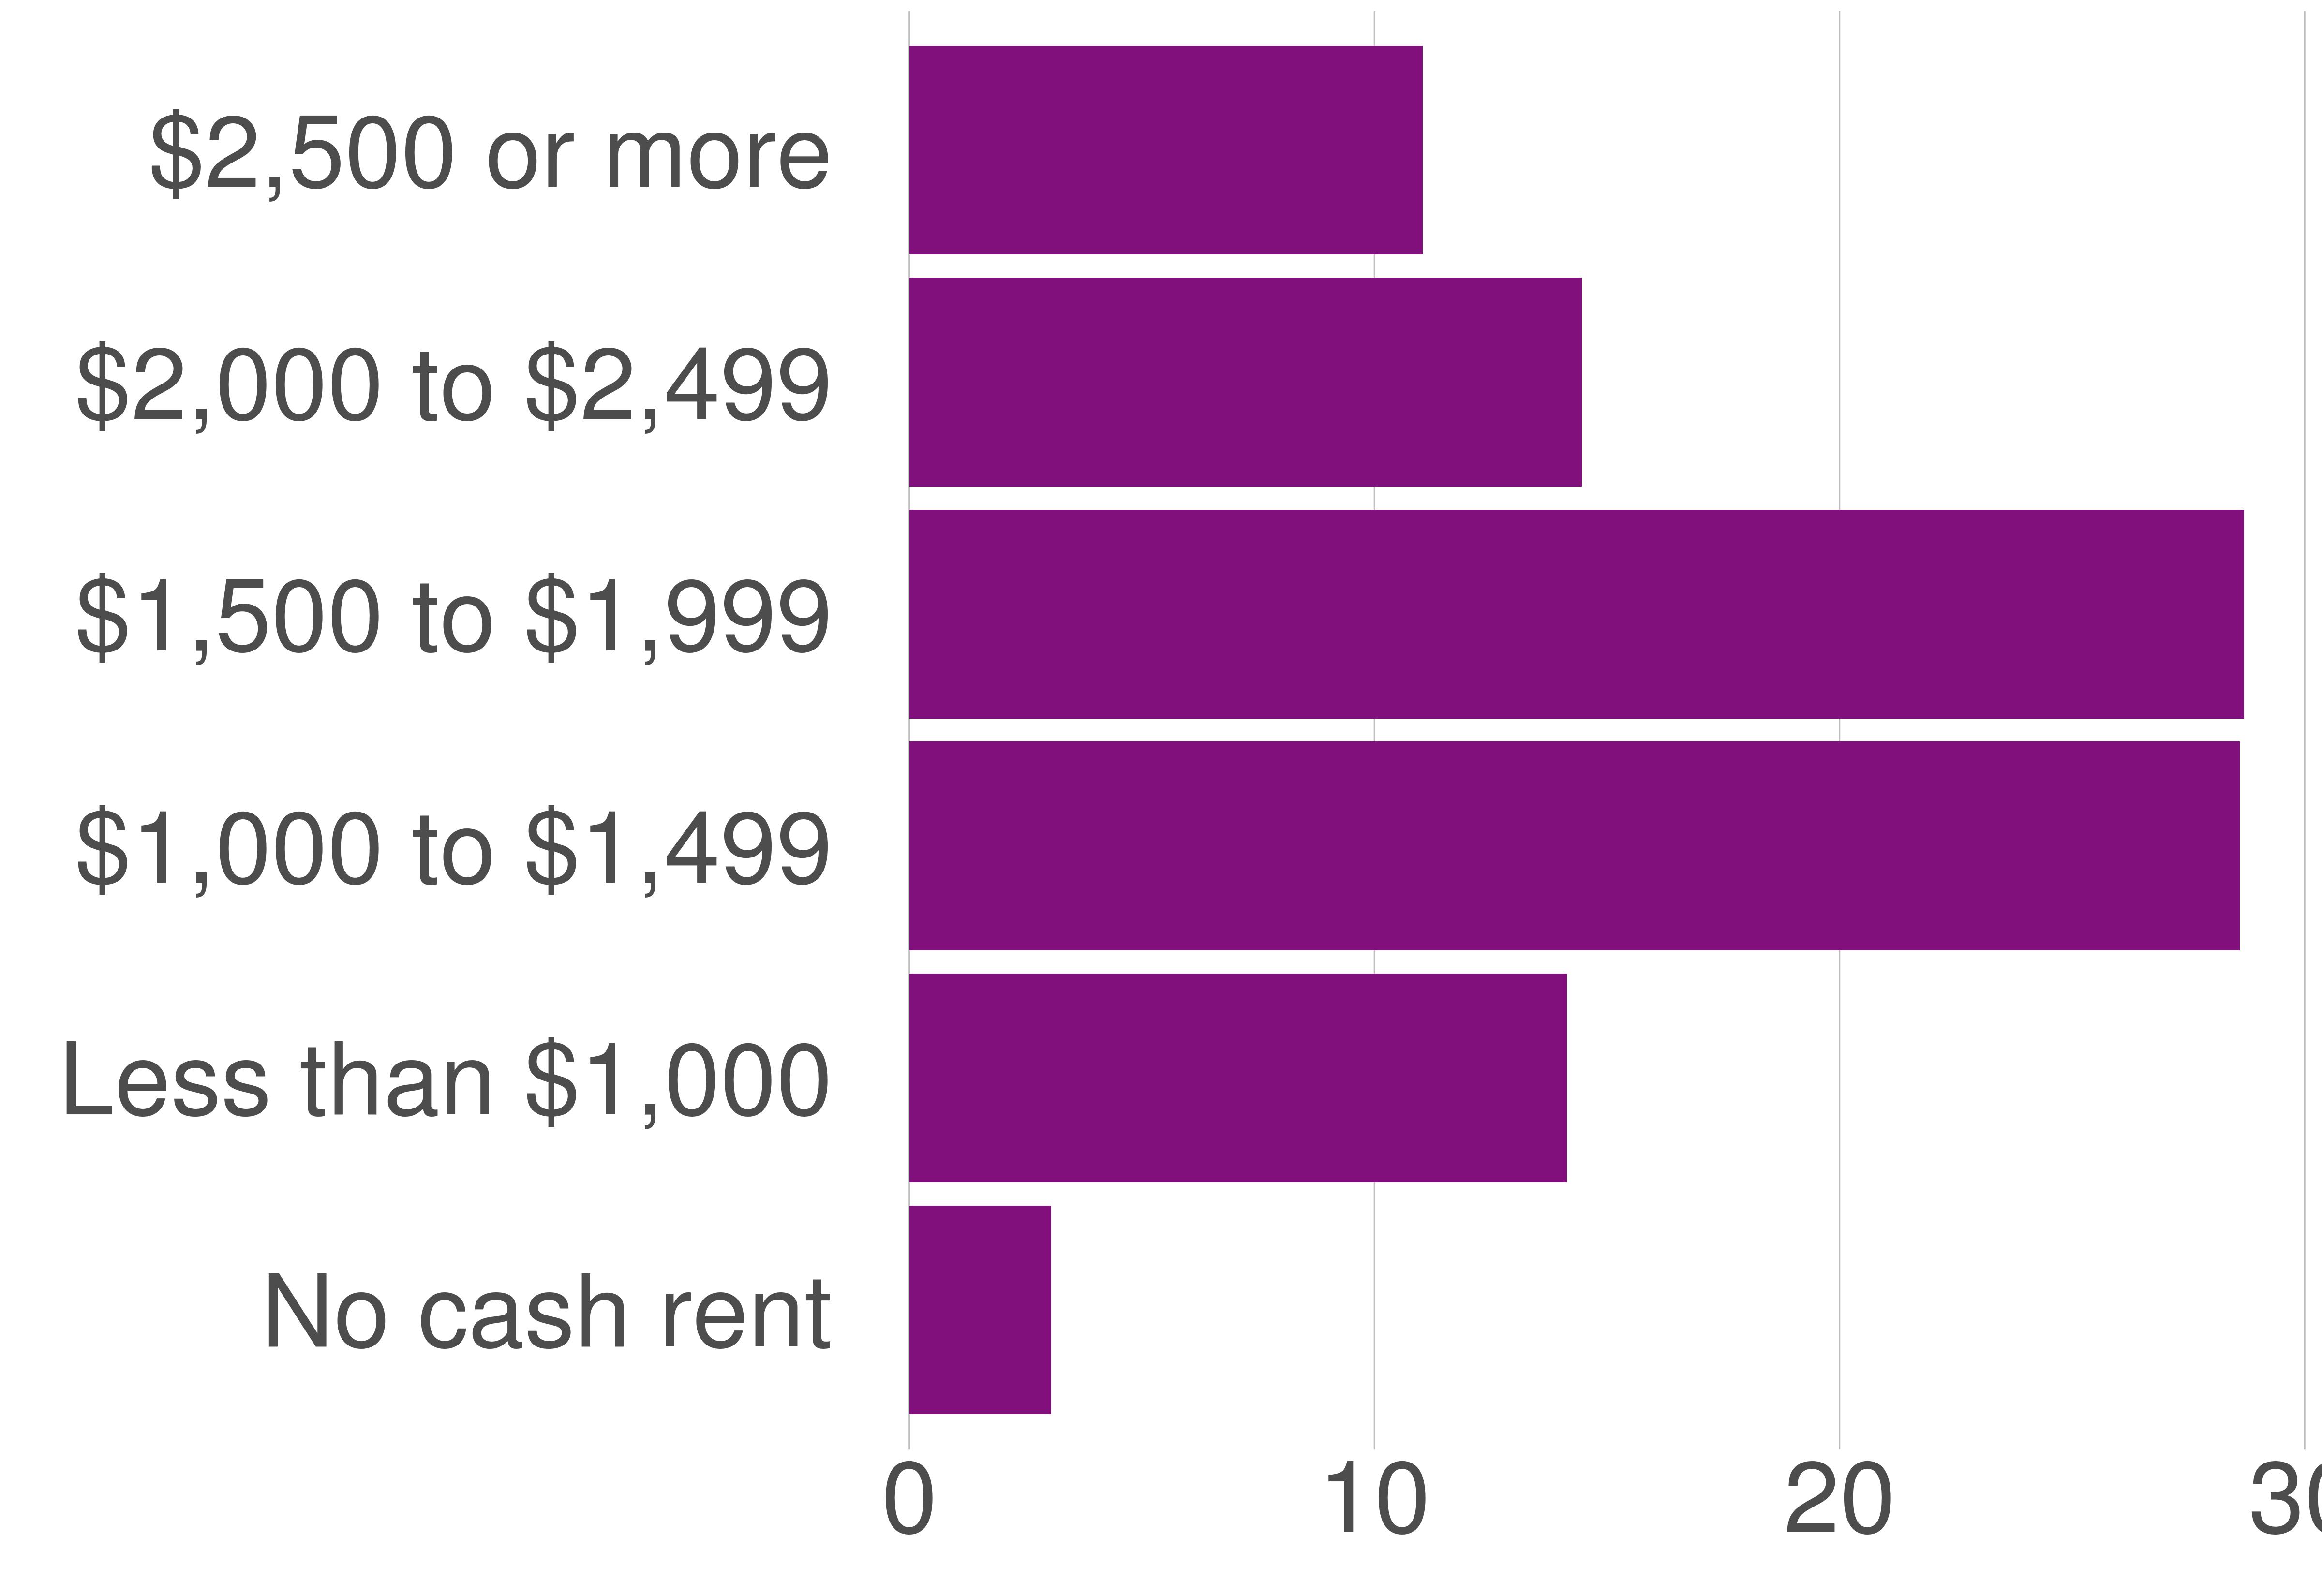 $2,500 or more
$2,000 to $2,499
$1,500 to $1,999
$1,000 to $1,499
Less than $1,000
No cash rent
0 10 20 30